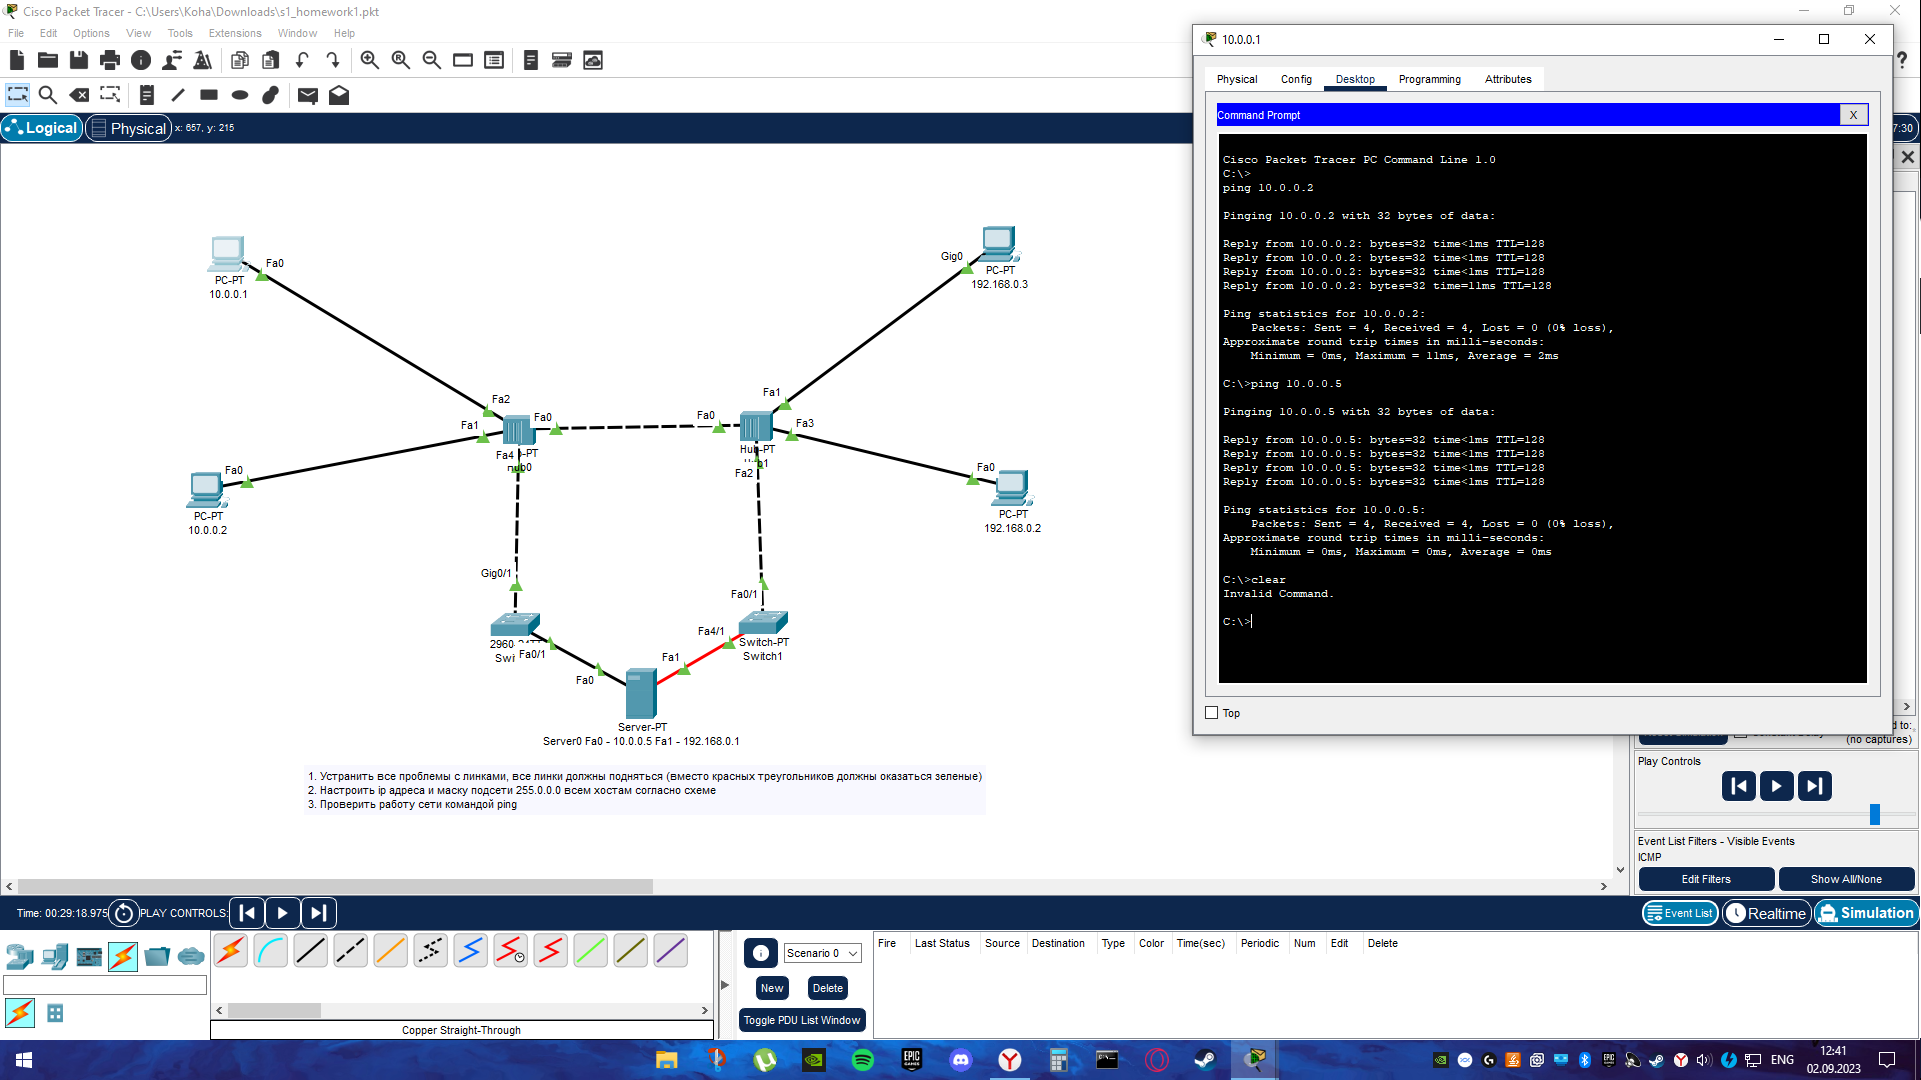 Cisco Packet Tracer - C:\Users\Koha\Downloads\s1_homework1.pkt
File Edit Options View Tools Extensions Window Help
Logical Physical x: 657, y: 215
7:30
PC-PT
10.0.0.1
Fa0
PC-PT
192.168.0.3
Gig0
Fa2
Fa1
Fa0
Fa4
-PT
Hub0
Fa0
Fa1
Fa3
Hub-PT
Fa2
Fa0
PC-PT
10.0.0.2
Fa0
PC-PT
192.168.0.2
Gig0/1
Fa0/1
2960
Swi
Fa0/1
Fa4/1
Switch-PT
Switch1
Fa1
Fa0
Server-PT
Server0 Fa0 - 10.0.0.5 Fa1 - 192.168.0.1
1. Устранить все проблемы с линками, все линки должны подняться (вместо красных треугольников должны оказаться зеленые)
2. Настроить ip адреса и маску подсети 255.0.0.0 всем хостам согласно схеме
3. Проверить работу сети командой ping
10.0.0.1
Physical Config Desktop Programming Attributes
Command Prompt X
Cisco Packet Tracer PC Command Line 1.0
C:\>
ping 10.0.0.2
Pinging 10.0.0.2 with 32 bytes of data:
Reply from 10.0.0.2: bytes=32 time<1ms TTL=128
Reply from 10.0.0.2: bytes=32 time<1ms TTL=128
Reply from 10.0.0.2: bytes=32 time<1ms TTL=128
Reply from 10.0.0.2: bytes=32 time=11ms TTL=128
Ping statistics for 10.0.0.2:
Packets: Sent = 4, Received = 4, Lost = 0 (0% loss),
Approximate round trip times in milli-seconds:
Minimum = 0ms, Maximum = 11ms, Average = 2ms
C:\>ping 10.0.0.5
Pinging 10.0.0.5 with 32 bytes of data:
Reply from 10.0.0.5: bytes=32 time<1ms TTL=128
Reply from 10.0.0.5: bytes=32 time<1ms TTL=128
Reply from 10.0.0.5: bytes=32 time<1ms TTL=128
Reply from 10.0.0.5: bytes=32 time<1ms TTL=128
Ping statistics for 10.0.0.5:
Packets: Sent = 4, Received = 4, Lost = 0 (0% loss),
Approximate round trip times in milli-seconds:
Minimum = 0ms, Maximum = 0ms, Average = 0ms
C:\>clear
Invalid Command.
C:\>
Top
d to:
(no captures)
Play Controls
Event List Filters - Visible Events
ICMP
Edit Filters Show All/None
Time: 00:29:18.975 PLAY CONTROLS:
Event List Realtime Simulation
Scenario 0
New Delete
Toggle PDU List Window
Fire Last Status Source Destination Type Color Time(sec) Periodic Num Edit Delete
Copper Straight-Through
EPIC GAMES
ENG
12:41
02.09.2023